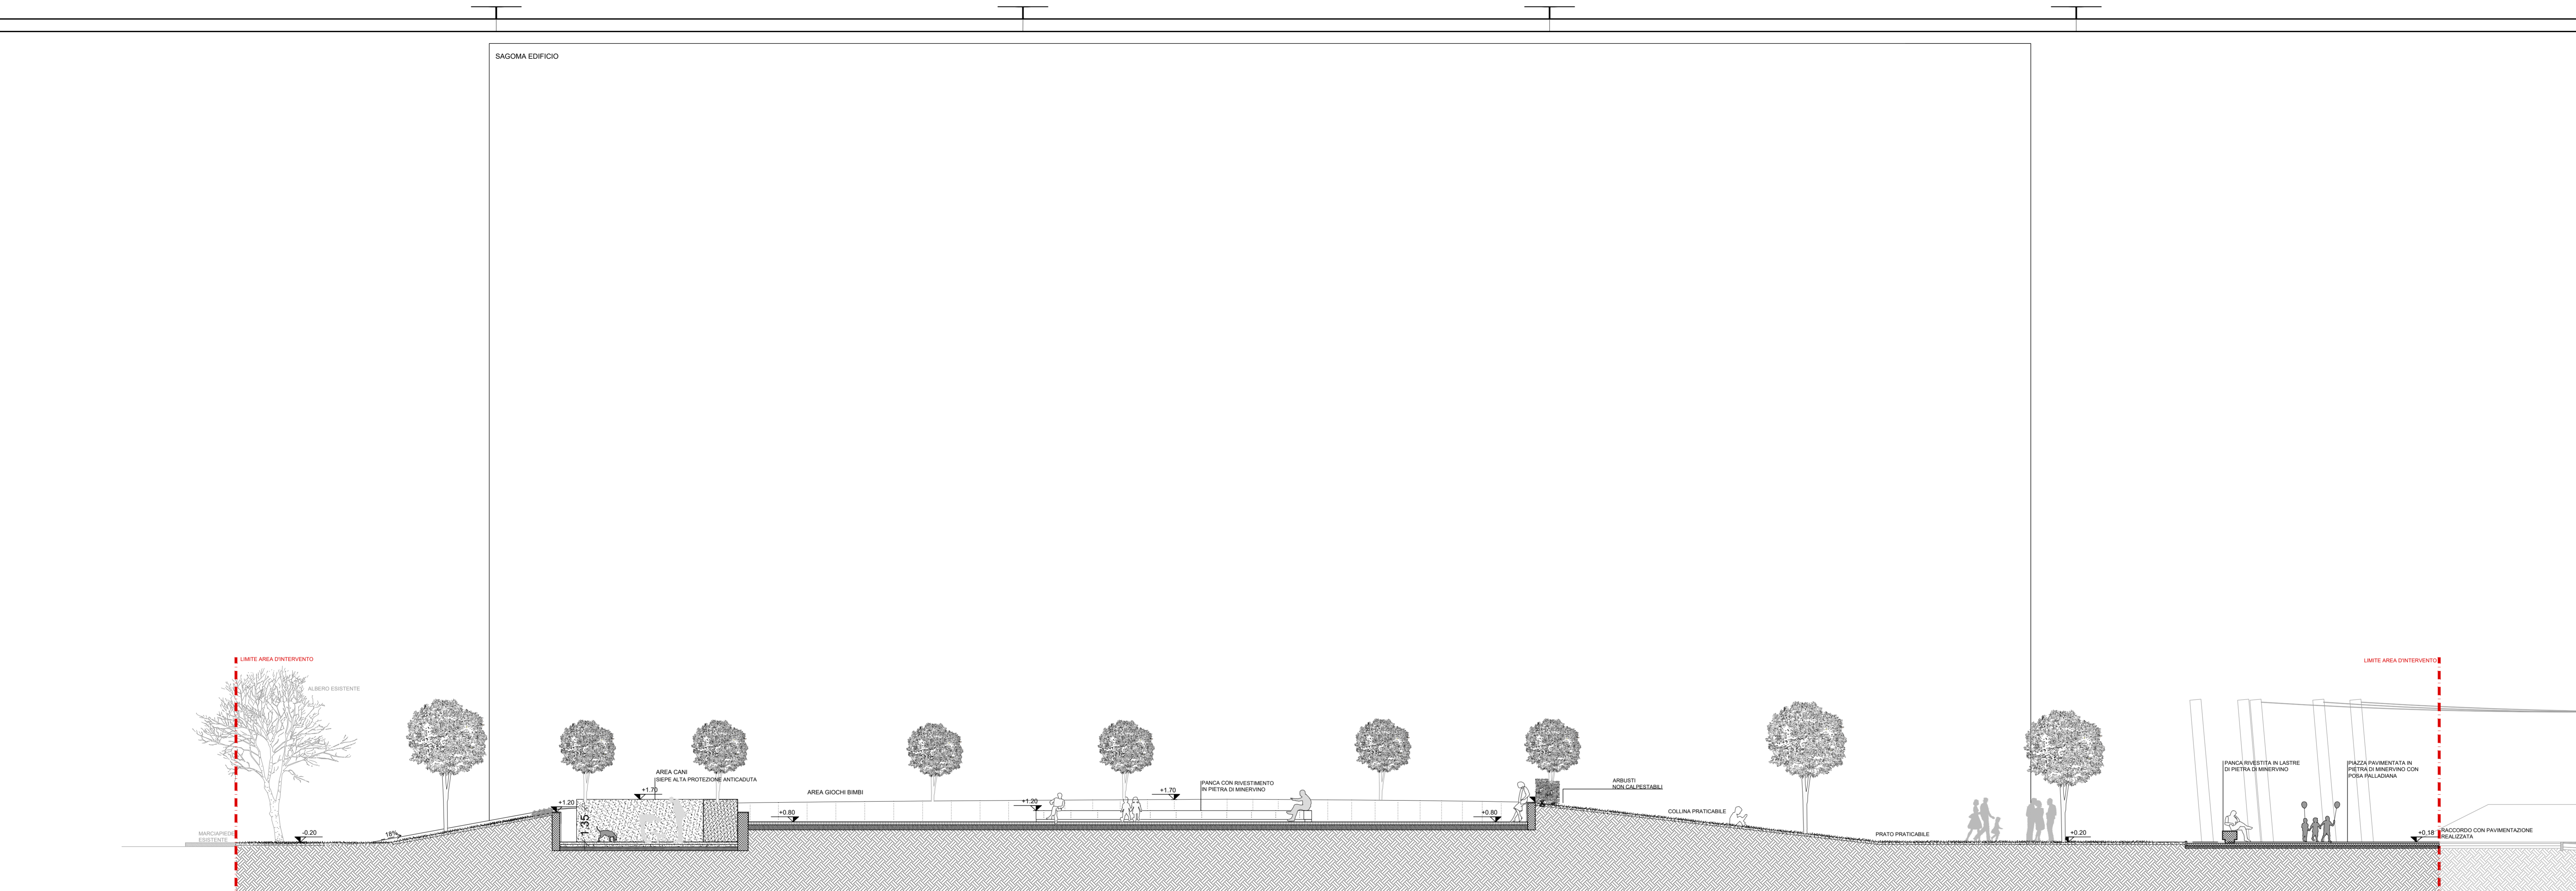 SAGOMA EDIFICIO
LIMITE AREA D'INTERVENTO
LIMITE AREA D'INTERVENTO
ALBERO ESISTENTE
AREA CANI
SIEPE ALTA PROTEZIONE ANTICADUTA
+1.70
AREA GIOCHI BIMBI
PANCA CON RIVESTIMENTO
IN PIETRA DI MINERVINO
+1.70
ARBUSTI
NON CALPESTABILI
PANCA RIVESTITA IN LASTRE
DI PIETRA DI MINERVINO
PIAZZA PAVIMENTATA IN
PIETRA DI MINERVINO CON
POSA PALLADIANA
+1.20
+1.20
+0.80
+0.80
COLLINA PRATICABILE
1.35
MARCIAPIEDE
ESISTENTE
-0.20
18%
PRATO PRATICABILE
+0.20
+0.18
RACCORDO CON PAVIMENTAZIONE
REALIZZATA